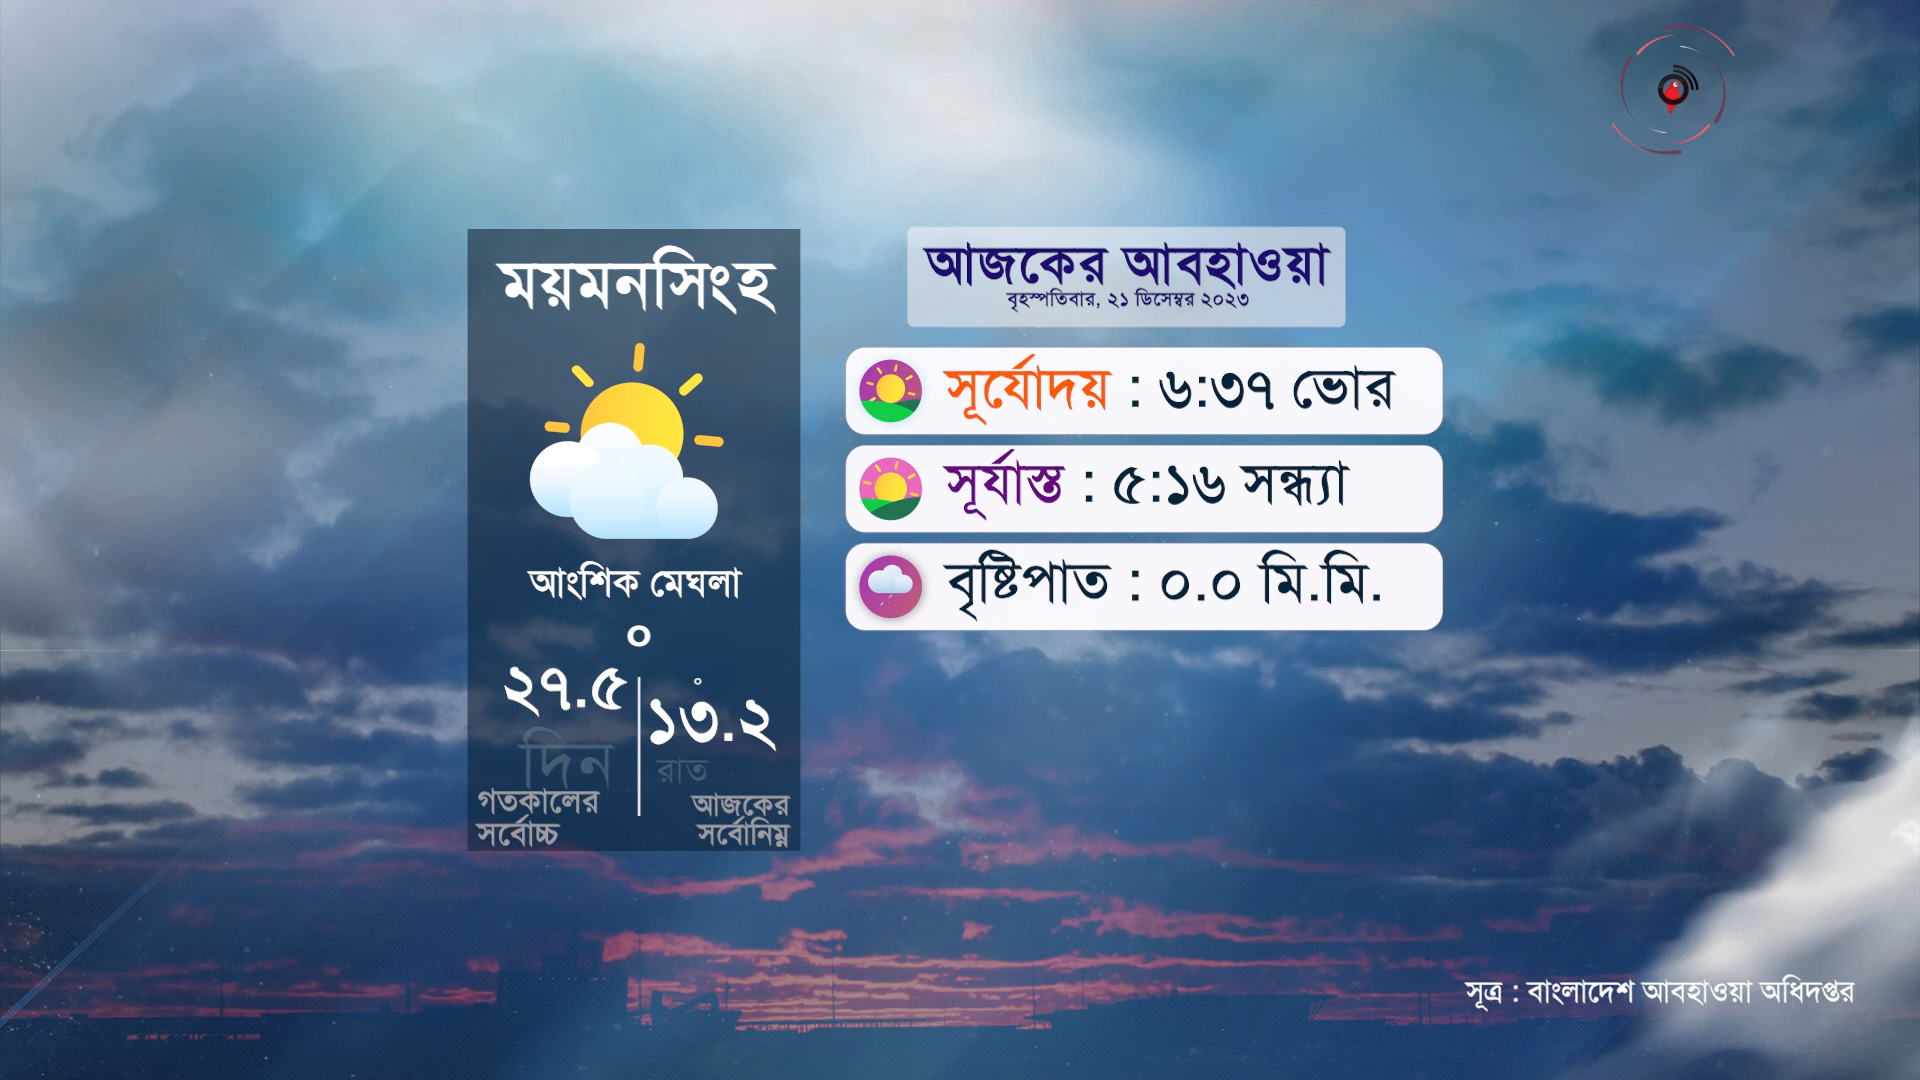 ময়মনসিংহ
আংশিক মেঘলা
২৭.৫°
১৩.২°
দিন
রাত
গতকালের
সর্বোচ্চ
আজকের
সর্বোনিম্ন
আজকের আবহাওয়া
বৃহস্পতিবার, ২১ ডিসেম্বর ২০২৩
সূর্যোদয় : ৬:৩৭ ভোর
সূর্যাস্ত : ৫:১৬ সন্ধ্যা
বৃষ্টিপাত : ০.০ মি.মি.
সূত্র : বাংলাদেশ আবহাওয়া অধিদপ্তর